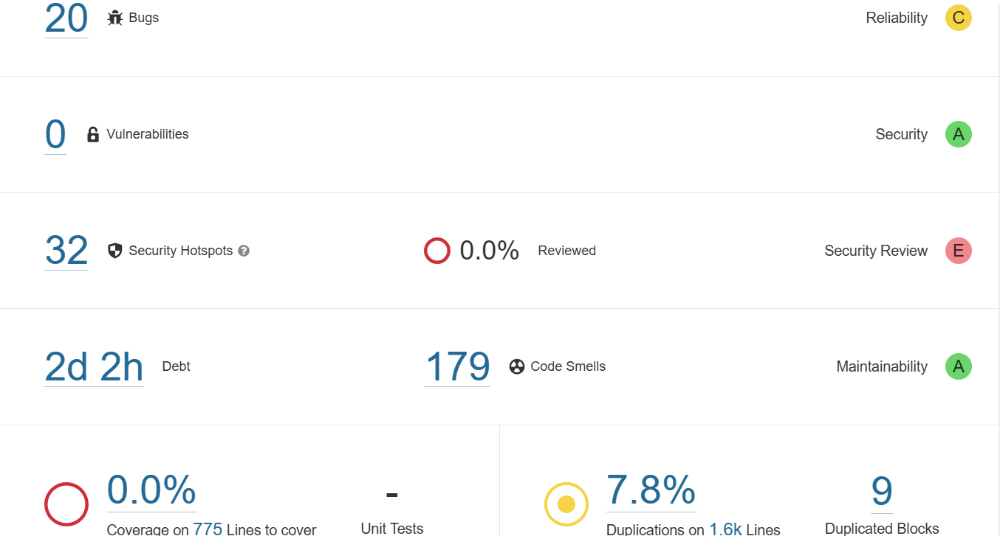 20 Bugs Reliability C
0 Vulnerabilities Security A
32 Security Hotspots ? 0.0% Reviewed Security Review E
2d 2h Debt 179 Code Smells Maintainability A
0.0% - 7.8% 9
Coverage on 775 Lines to cover Unit Tests Duplications on 1.6k Lines Duplicated Blocks